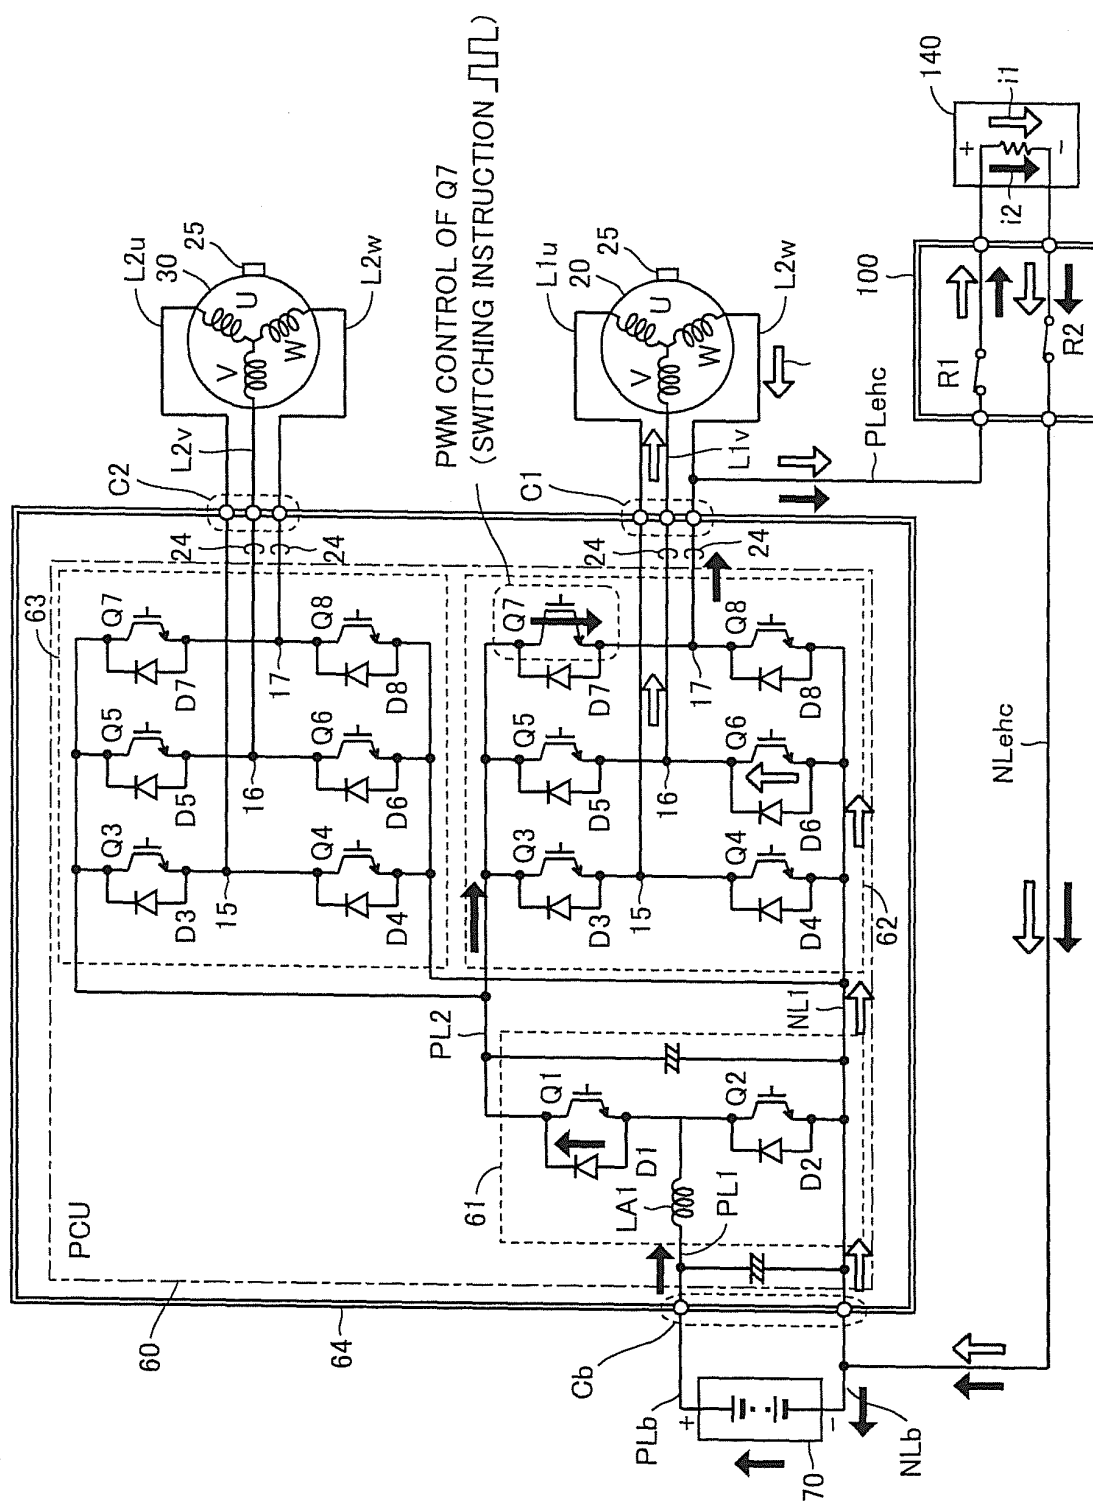 L2u
30
25
L2w
U
V
W
L2v
C2
24
24
63
Q7
D7
Q8
D8
17
Q5
D5
Q6
D6
16
Q3
D3
Q4
D4
15
PWM CONTROL OF Q7
(SWITCHING INSTRUCTION )
L1u
20
25
L2w
U
V
W
L1v
C1
24
24
Q7
D7
17
Q8
D8
Q5
D5
16
Q6
D6
Q3
D3
15
Q4
D4
62
PL2
NL1
Q1
D1
Q2
D2
61
LA1
PL1
PCU
60
64
Cb
PLb
+
−
NLb
70
140
i1
i2
+
−
100
R1
R2
PLehc
NLehc